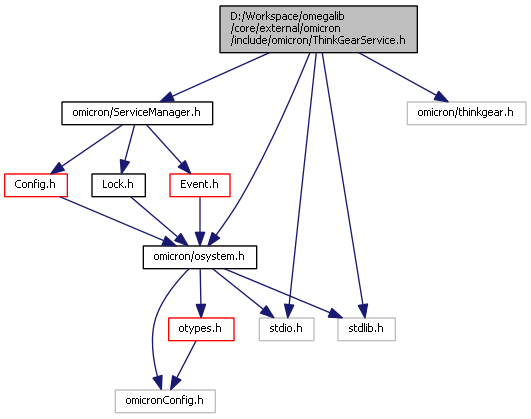 D:/Workspace/omegalib
/core/external/omicron
/include/omicron/ThinkGearService.h
omicron/ServiceManager.h
omicron/thinkgear.h
Config.h
Lock.h
Event.h
omicron/osystem.h
otypes.h
stdio.h
stdlib.h
omicronConfig.h